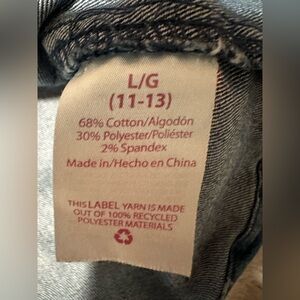 L/G
(11-13)
68% Cotton/Algodón
30% Polyester/Poliéster
2% Spandex
Made in/Hecho en China
THIS LABEL YARN IS MADE
OUT OF 100% RECYCLED
POLYESTER MATERIALS